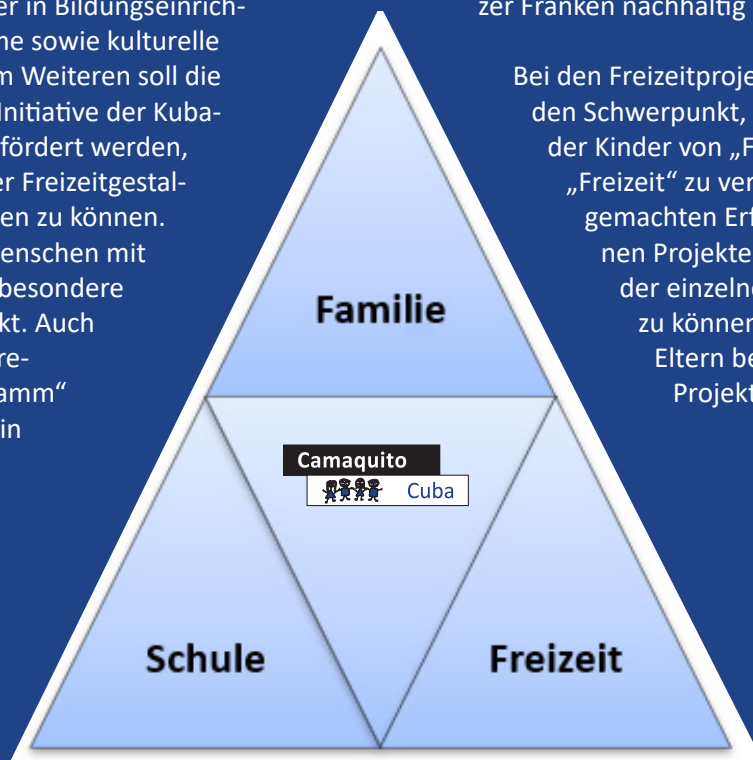 er in Bildungseinrich-
ne sowie kulturelle
m Weiteren soll die
Initiative der Kuba-
fördert werden,
er Freizeitgestal-
en zu können.
enschen mit
besondere
kt. Auch
re-
amm“
in
zer Franken nachhaltig
Bei den Freizeitproje
den Schwerpunkt,
der Kinder von „F
„Freizeit“ zu ver
gemachten Erf
nen Projekte
der einzeln
zu können
Eltern be
Projekt
Familie
Camaquito
Cuba
Schule
Freizeit